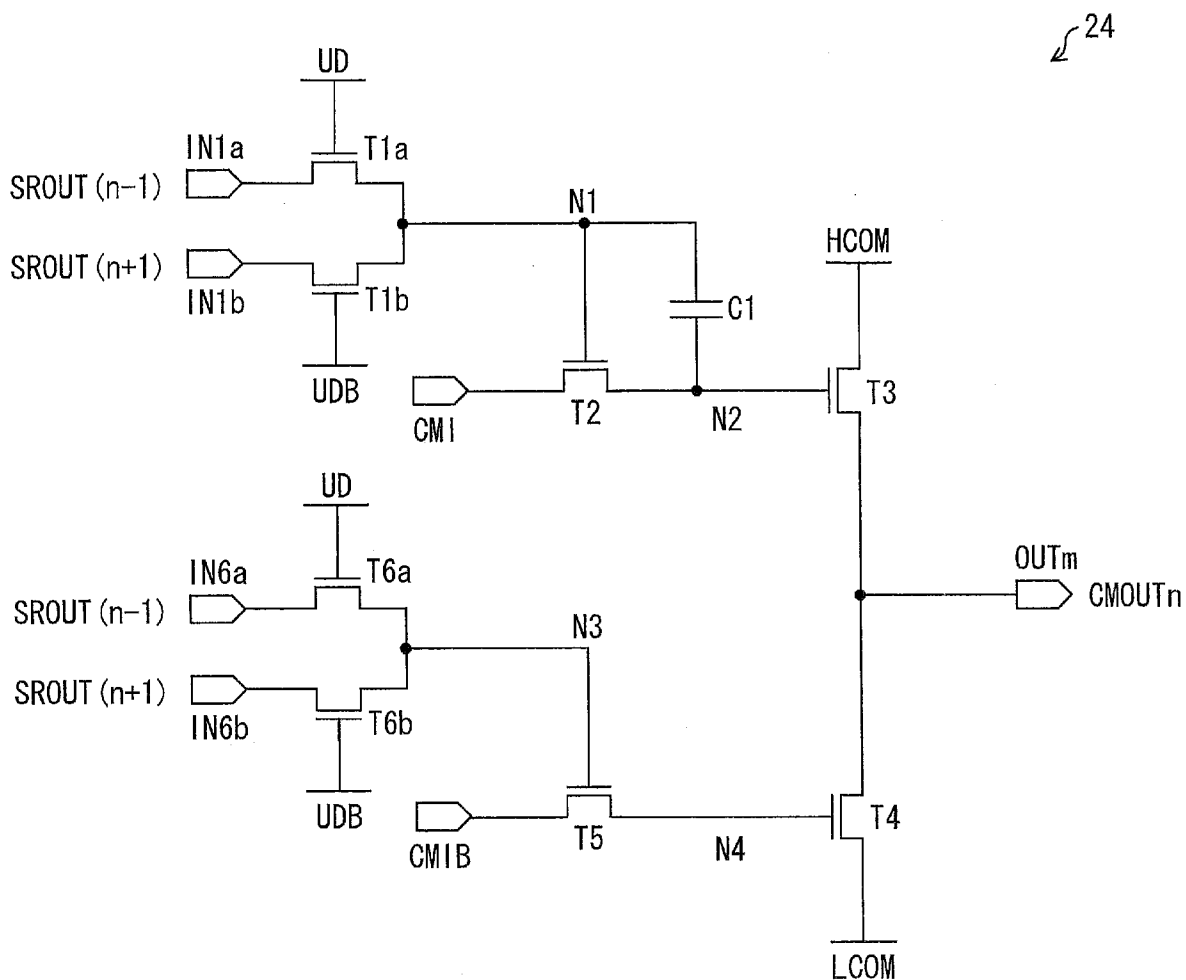 24
UD
IN1a
T1a
SROUT(n-1)
N1
HCOM
SROUT(n+1)
IN1b
T1b
C1
UDB
T3
CMI
T2
N2
UD
IN6a
T6a
OUTm
SROUT(n-1)
CMOUTn
N3
SROUT(n+1)
IN6b
T6b
UDB
T4
CMIB
T5
N4
LCOM